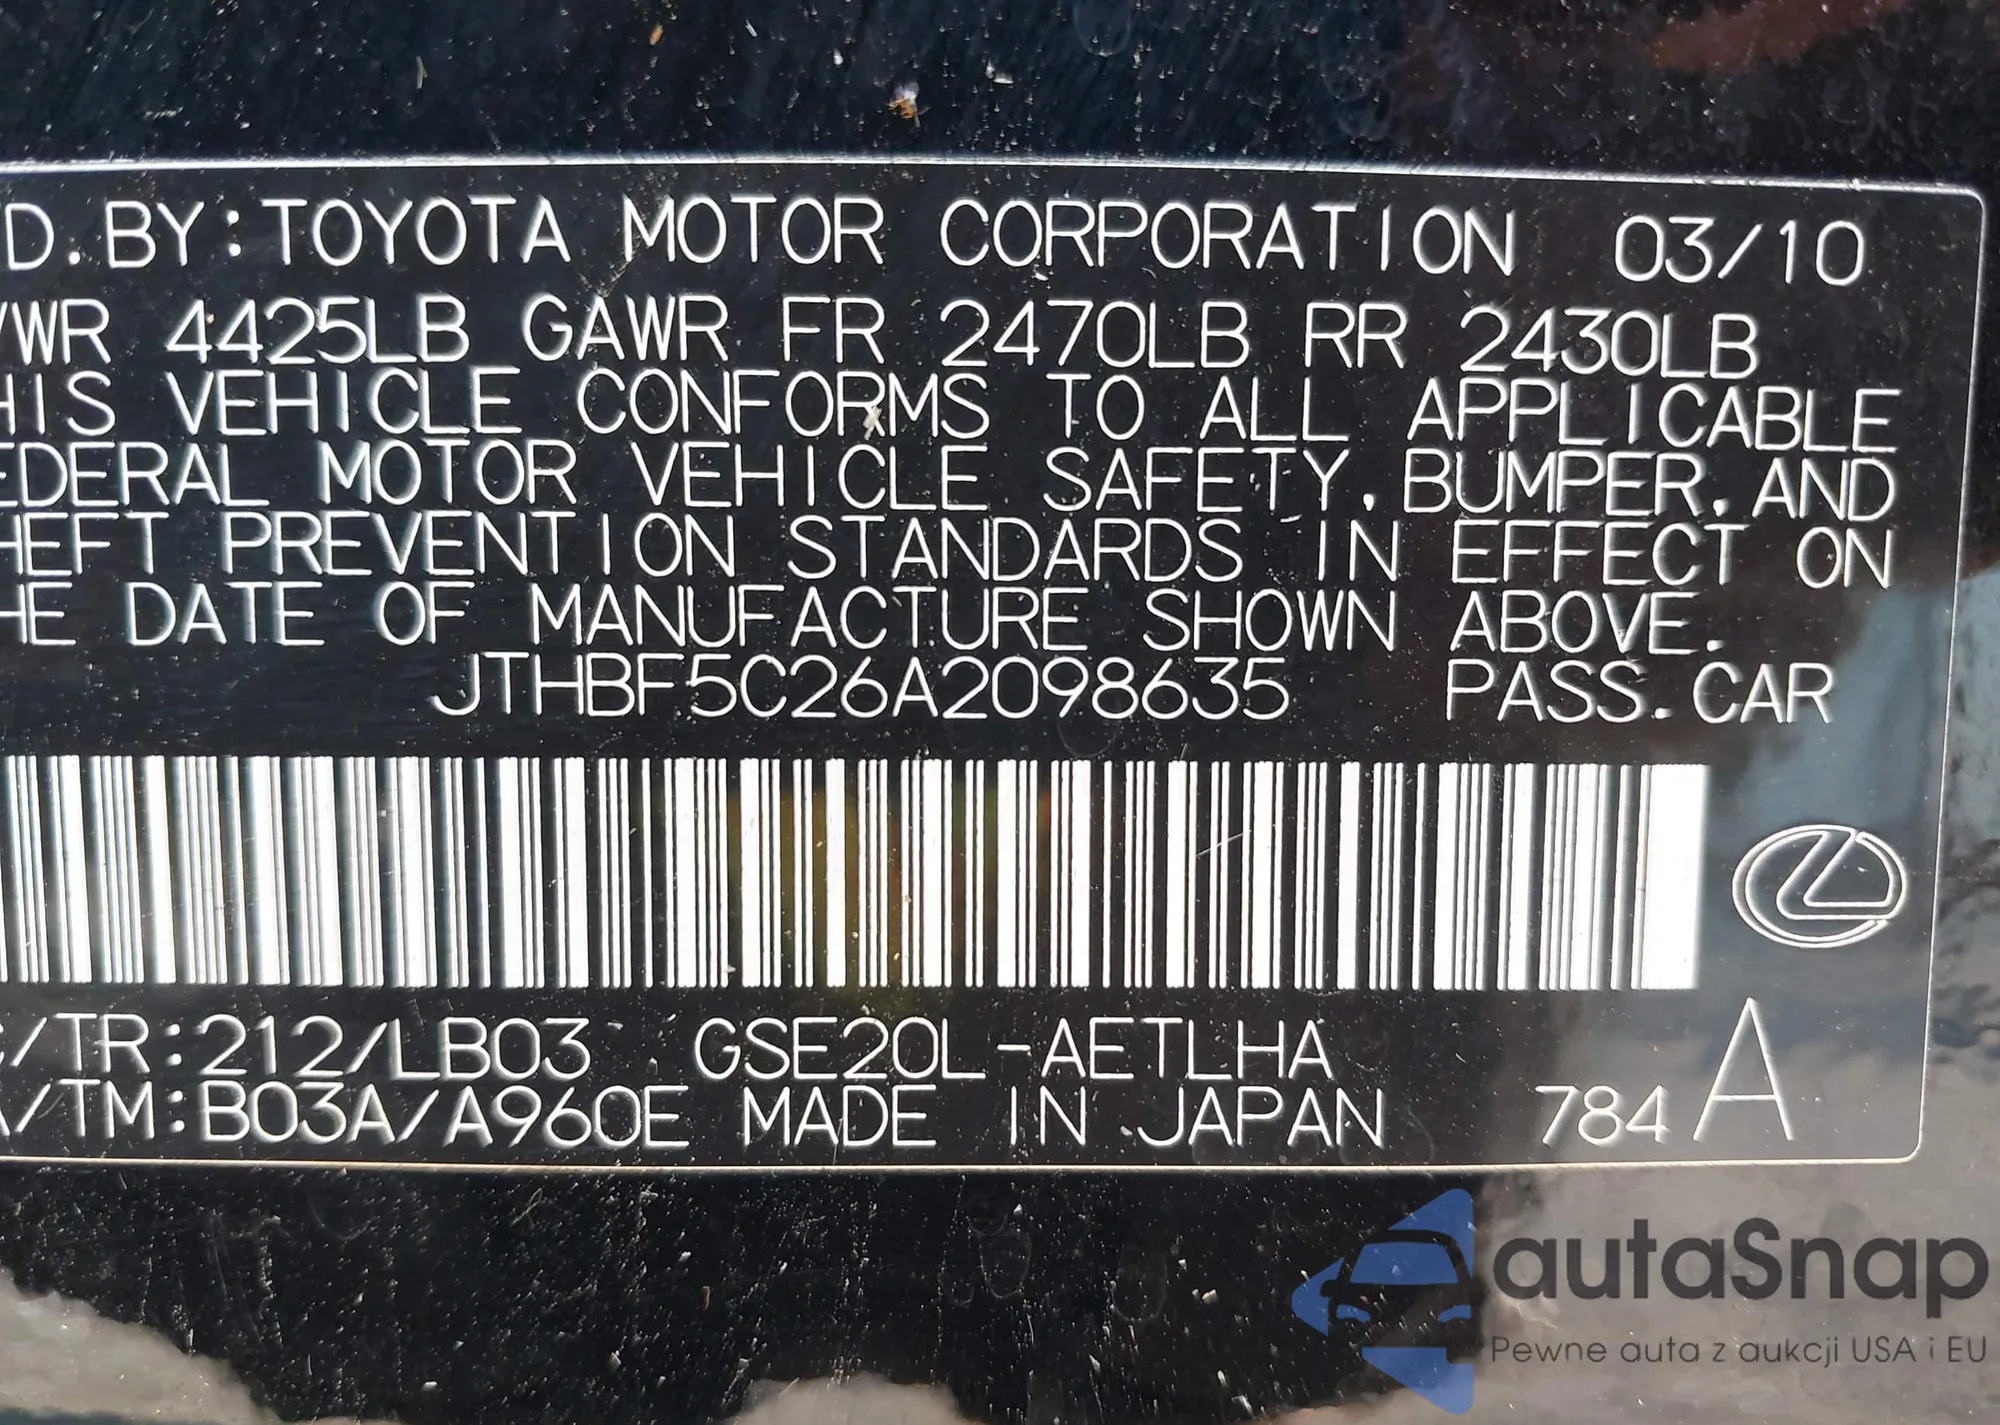 D.BY:TOYOTA MOTOR CORPORATION 03/10
VWR 4425LB GAWR FR 2470LB RR 2430LB
HIS VEHICLE CONFORMS TO ALL APPLICABLE
EDERAL MOTOR VEHICLE SAFETY,BUMPER,AND
HEFT PREVENTION STANDARDS IN EFFECT ON
HE DATE OF MANUFACTURE SHOWN ABOVE.
JTHBF5C26A2098635 PASS.CAR
C/TR:212/LB03 GSE20L-AETLHA
A/TM:B03A/A960E MADE IN JAPAN 784 A
autaSnap
Pewne auta z aukcji USA i EU